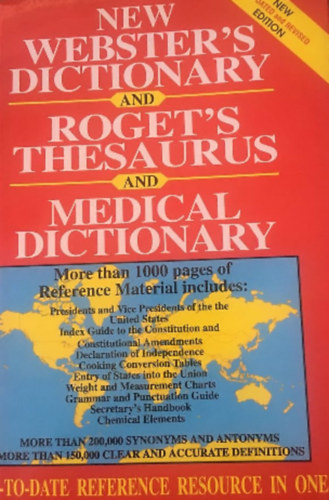 NEW
WEBSTER'S
DICTIONARY
AND
ROGET'S
THESAURUS
AND
MEDICAL
DICTIONARY
NEW
UPDATED and REVISED
EDITION
More than 1000 pages of
Reference Material includes:
Presidents and Vice Presidents of the the
United States
Index Guide to the Constitution and
Constitutional Amendments
Declaration of Independence
Cooking Conversion Tables
Entry of States into the Union
Weight and Measurement Charts
Grammar and Punctuation Guide
Secretary's Handbook
Chemical Elements
MORE THAN 200,000 SYNONYMS AND ANTONYMS
MORE THAN 150,000 CLEAR AND ACCURATE DEFINITIONS
-TO-DATE REFERENCE RESOURCE IN ONE